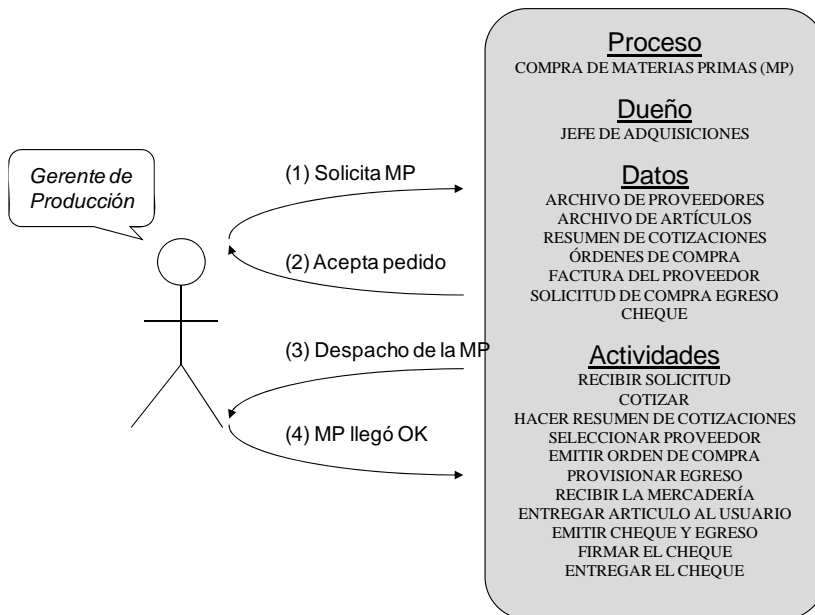 Gerente de
Producción
(1) Solicita MP
(2) Acepta pedido
(3) Despacho de la MP
(4) MP llegó OK
Proceso
COMPRA DE MATERIAS PRIMAS (MP)
Dueño
JEFE DE ADQUISICIONES
Datos
ARCHIVO DE PROVEEDORES
ARCHIVO DE ARTÍCULOS
RESUMEN DE COTIZACIONES
ÓRDENES DE COMPRA
FACTURA DEL PROVEEDOR
SOLICITUD DE COMPRA EGRESO
CHEQUE
Actividades
RECIBIR SOLICITUD
COTIZAR
HACER RESUMEN DE COTIZACIONES
SELECCIONAR PROVEEDOR
EMITIR ORDEN DE COMPRA
PROVISIONAR EGRESO
RECIBIR LA MERCADERÍA
ENTREGAR ARTICULO AL USUARIO
EMITIR CHEQUE Y EGRESO
FIRMAR EL CHEQUE
ENTREGAR EL CHEQUE